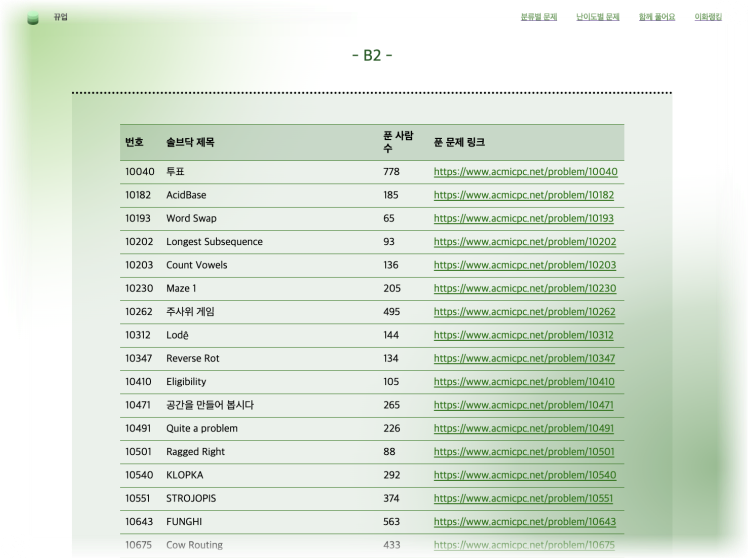 끄업 분류별 문제 난이도별 문제 함께 풀어요 이화랭킹
- B2 -
번호 솔브닥 제목 푼 사람 수 푼 문제 링크
10040 투표 778 https://www.acmicpc.net/problem/10040
10182 AcidBase 185 https://www.acmicpc.net/problem/10182
10193 Word Swap 65 https://www.acmicpc.net/problem/10193
10202 Longest Subsequence 93 https://www.acmicpc.net/problem/10202
10203 Count Vowels 136 https://www.acmicpc.net/problem/10203
10230 Maze 1 205 https://www.acmicpc.net/problem/10230
10262 주사위 게임 495 https://www.acmicpc.net/problem/10262
10312 Lodě 144 https://www.acmicpc.net/problem/10312
10347 Reverse Rot 134 https://www.acmicpc.net/problem/10347
10410 Eligibility 105 https://www.acmicpc.net/problem/10410
10471 공간을 만들어 봅시다 265 https://www.acmicpc.net/problem/10471
10491 Quite a problem 226 https://www.acmicpc.net/problem/10491
10501 Ragged Right 88 https://www.acmicpc.net/problem/10501
10540 KLOPKA 292 https://www.acmicpc.net/problem/10540
10551 STROJOPIS 374 https://www.acmicpc.net/problem/10551
10643 FUNGHI 563 https://www.acmicpc.net/problem/10643
10675 Cow Routing 433 https://www.acmicpc.net/problem/10675